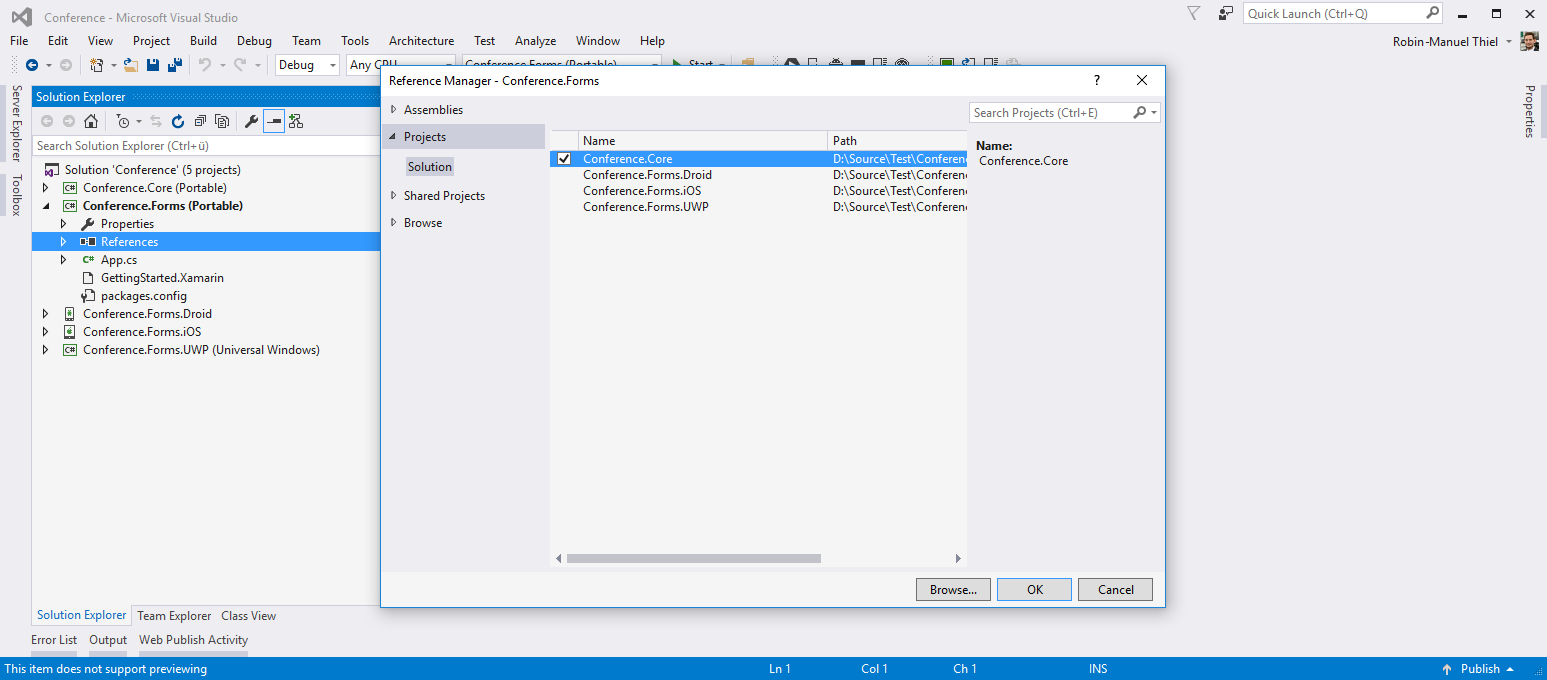 Conference - Microsoft Visual Studio
Quick Launch (Ctrl+Q)
File Edit View Project Build Debug Team Tools Architecture Test Analyze Window Help
Robin-Manuel Thiel
Debug
Any CPU
Conference.Forms (Portable)
Start
Server Explorer
Toolbox
Solution Explorer
Search Solution Explorer (Ctrl+ü)
Solution 'Conference' (5 projects)
Conference.Core (Portable)
Conference.Forms (Portable)
Properties
References
App.cs
GettingStarted.Xamarin
packages.config
Conference.Forms.Droid
Conference.Forms.iOS
Conference.Forms.UWP (Universal Windows)
Solution Explorer Team Explorer Class View
Error List Output Web Publish Activity
Reference Manager - Conference.Forms
?
Assemblies
Projects
Solution
Shared Projects
Browse
Search Projects (Ctrl+E)
Name Path
Conference.Core D:\Source\Test\Conferen
Conference.Forms.Droid D:\Source\Test\Conferen
Conference.Forms.iOS D:\Source\Test\Conferen
Conference.Forms.UWP D:\Source\Test\Conferen
Name:
Conference.Core
Browse... OK Cancel
Properties
This item does not support previewing Ln 1 Col 1 Ch 1 INS Publish